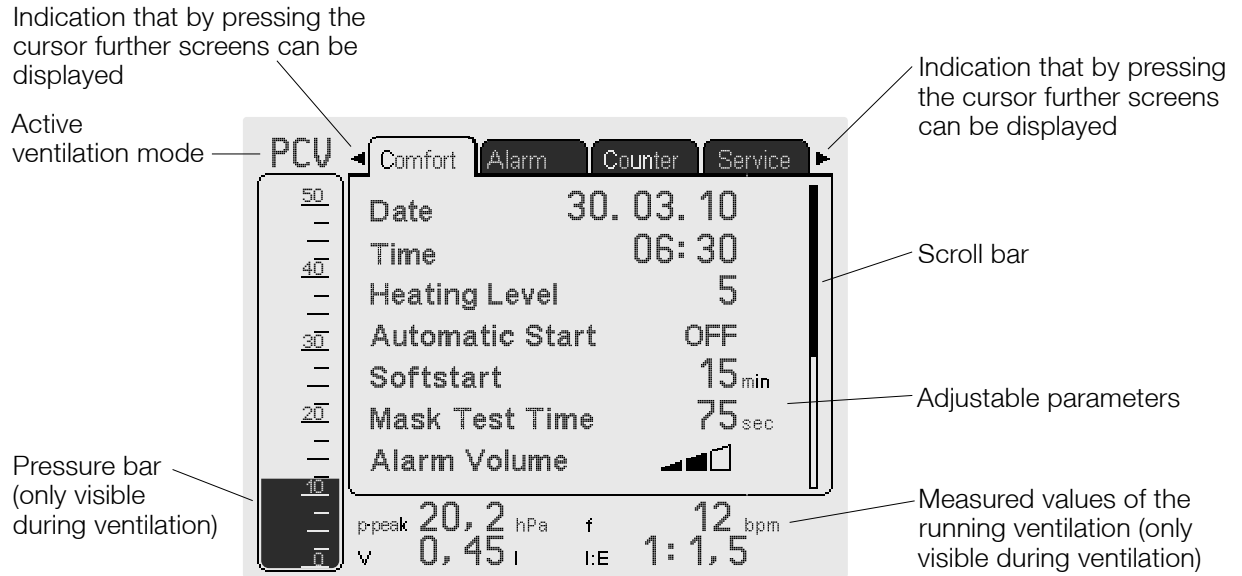 Indication that by pressing the
cursor further screens can be
displayed
Active
ventilation mode
Pressure bar
(only visible
during ventilation)
PCV
50
40
30
20
10
0
Comfort Alarm Counter Service
Date 30. 03. 10
Time 06:30
Heating Level 5
Automatic Start OFF
Softstart 15 min
Mask Test Time 75 sec
Alarm Volume
p-peak 20,2 hPa f 12 bpm
V 0,45 l I:E 1:1,5
Indication that by pressing
the cursor further screens
can be displayed
Scroll bar
Adjustable parameters
Measured values of the
running ventilation (only
visible during ventilation)